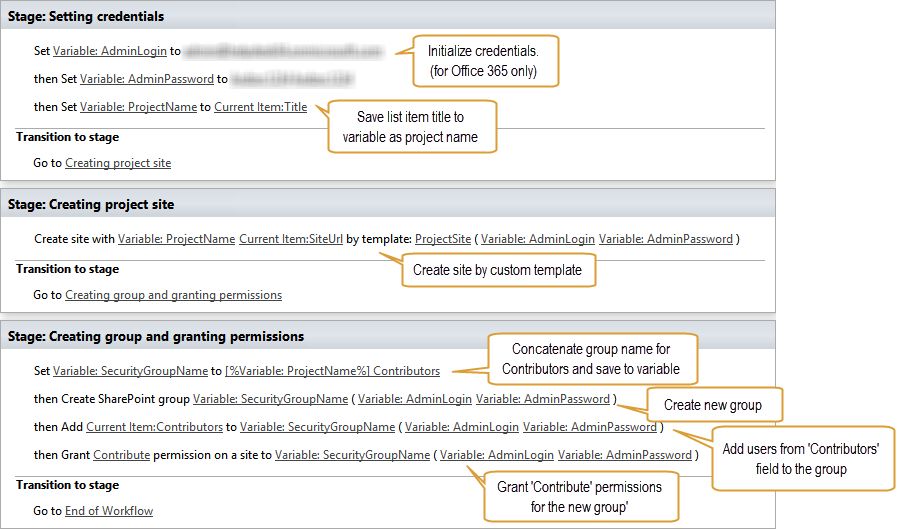 Stage: Setting credentials
Set Variable: AdminLogin to
Initialize credentials.
(for Office 365 only)
then Set Variable: AdminPassword to
then Set Variable: ProjectName to Current Item:Title
Save list item title to
variable as project name
Transition to stage
Go to Creating project site
Stage: Creating project site
Create site with Variable: ProjectName Current Item:SiteUrl by template: ProjectSite ( Variable: AdminLogin Variable: AdminPassword )
Create site by custom template
Transition to stage
Go to Creating group and granting permissions
Stage: Creating group and granting permissions
Set Variable: SecurityGroupName to [%Variable: ProjectName%] Contributors
Concatenate group name for
Contributors and save to variable
then Create SharePoint group Variable: SecurityGroupName ( Variable: AdminLogin Variable: AdminPassword )
Create new group
then Add Current Item:Contributors to Variable: SecurityGroupName ( Variable: AdminLogin Variable: AdminPassword )
Add users from 'Contributors'
field to the group
then Grant Contribute permission on a site to Variable: SecurityGroupName ( Variable: AdminLogin Variable: AdminPassword )
Grant 'Contribute' permissions
for the new group'
Transition to stage
Go to End of Workflow